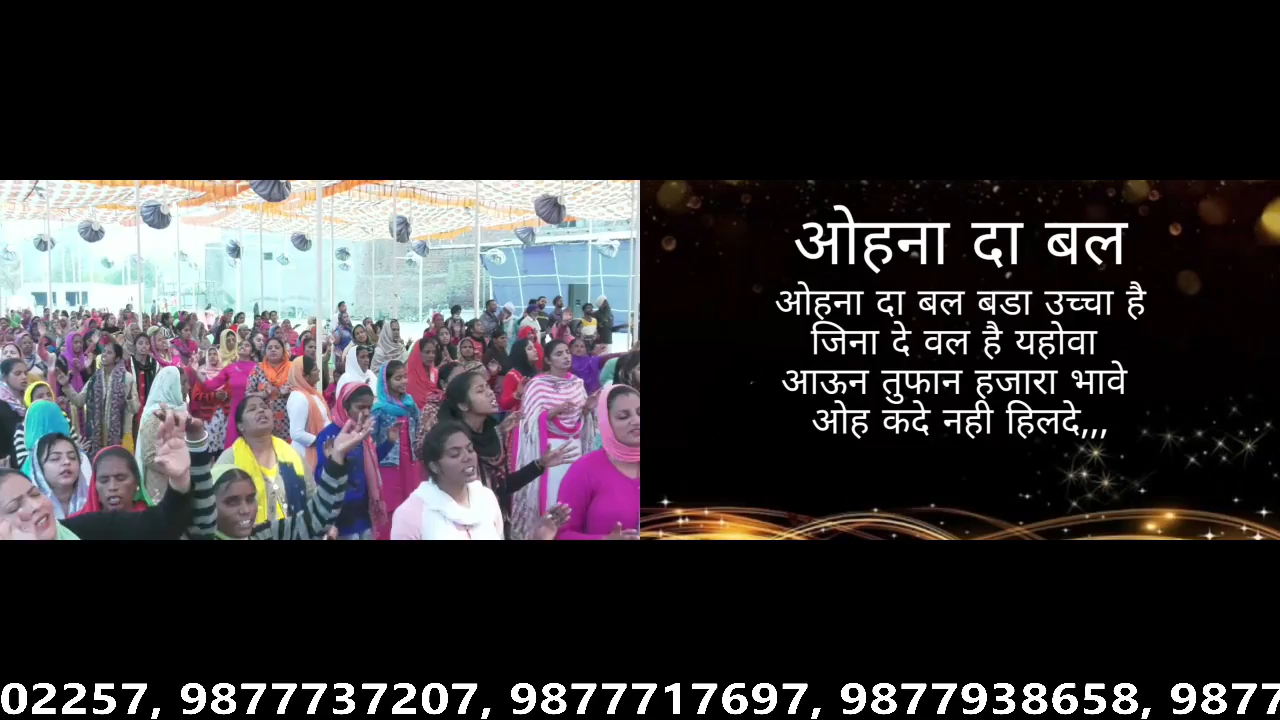 ओहना दा बल
ओहना दा बल बडा उच्चा है
जिना दे वल है यहोवा
आऊन तुफान हजारा भावे
ओह कदे नही हिलदे,,,
02257, 9877737207, 9877717697, 9877938658, 9877